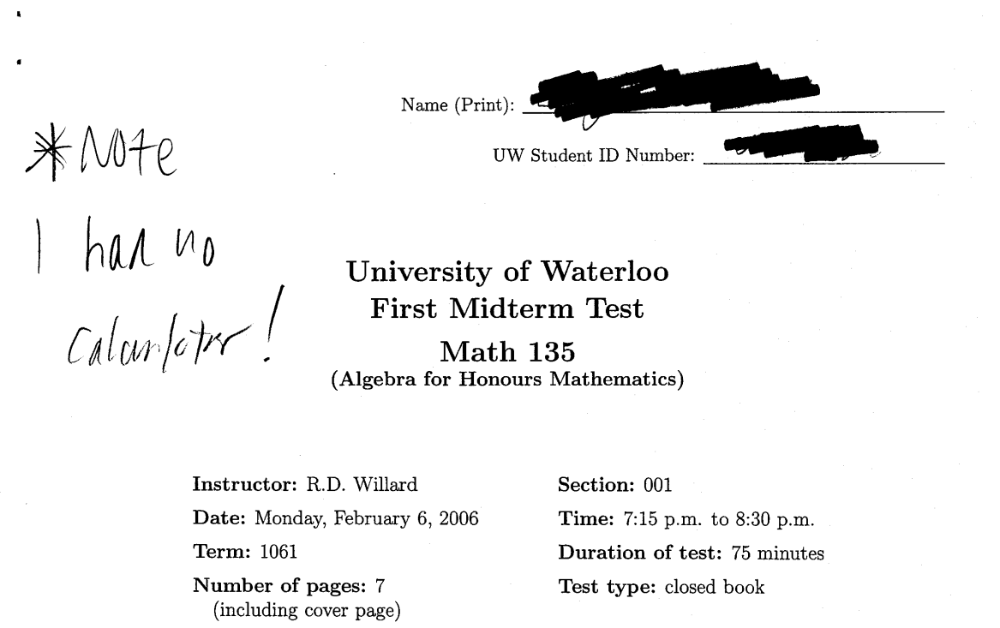 Name (Print):
UW Student ID Number:
*Note
I had no
calculator!
University of Waterloo
First Midterm Test
Math 135
(Algebra for Honours Mathematics)
Instructor: R.D. Willard
Section: 001
Date: Monday, February 6, 2006
Time: 7:15 p.m. to 8:30 p.m.
Term: 1061
Duration of test: 75 minutes
Number of pages: 7
(including cover page)
Test type: closed book